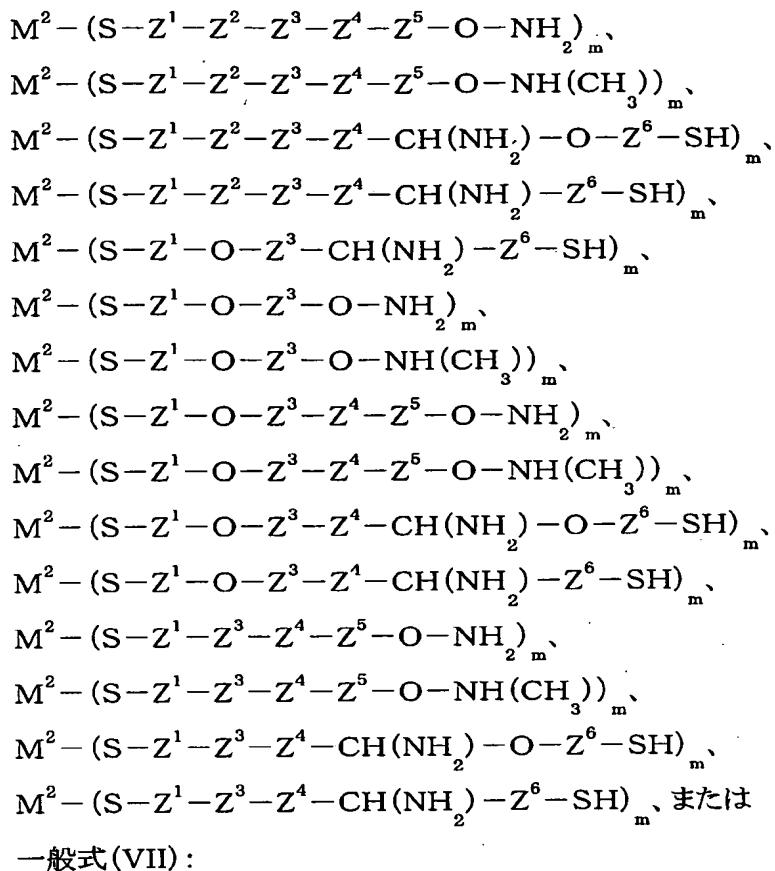 M²−(S−Z¹−Z²−Z³−Z⁴−Z⁵−O−NH₂)ₘ、
M²−(S−Z¹−Z²−Z³−Z⁴−Z⁵−O−NH(CH₃))ₘ、
M²−(S−Z¹−Z²−Z³−Z⁴−CH(NH₂)−O−Z⁶−SH)ₘ、
M²−(S−Z¹−Z²−Z³−Z⁴−CH(NH₂)−Z⁶−SH)ₘ、
M²−(S−Z¹−O−Z³−CH(NH₂)−Z⁶−SH)ₘ、
M²−(S−Z¹−O−Z³−O−NH₂)ₘ、
M²−(S−Z¹−O−Z³−O−NH(CH₃))ₘ、
M²−(S−Z¹−O−Z³−Z⁴−Z⁵−O−NH₂)ₘ、
M²−(S−Z¹−O−Z³−Z⁴−Z⁵−O−NH(CH₃))ₘ、
M²−(S−Z¹−O−Z³−Z⁴−CH(NH₂)−O−Z⁶−SH)ₘ、
M²−(S−Z¹−O−Z³−Z⁴−CH(NH₂)−Z⁶−SH)ₘ、
M²−(S−Z¹−Z³−Z⁴−Z⁵−O−NH₂)ₘ、
M²−(S−Z¹−Z³−Z⁴−Z⁵−O−NH(CH₃))ₘ、
M²−(S−Z¹−Z³−Z⁴−CH(NH₂)−O−Z⁶−SH)ₘ、
M²−(S−Z¹−Z³−Z⁴−CH(NH₂)−Z⁶−SH)ₘ、または
一般式(VII):